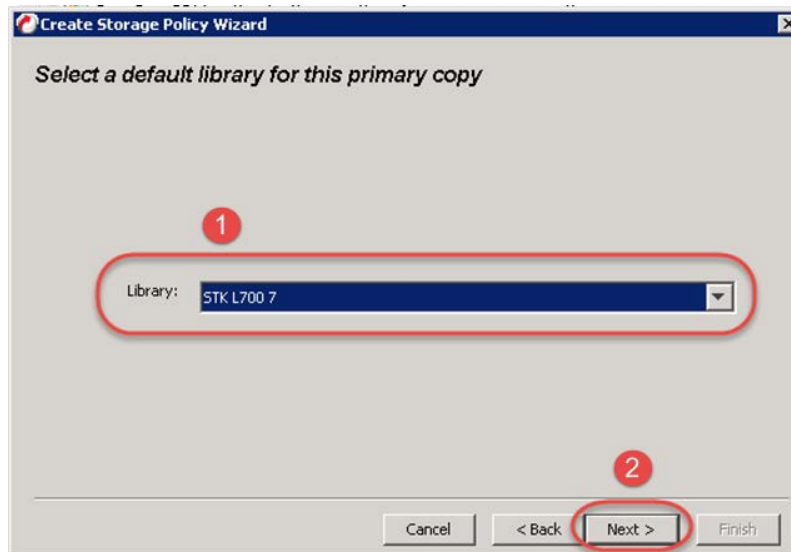 Create Storage Policy Wizard
Select a default library for this primary copy
1
Library: STK L700 7
2
Cancel < Back Next > Finish